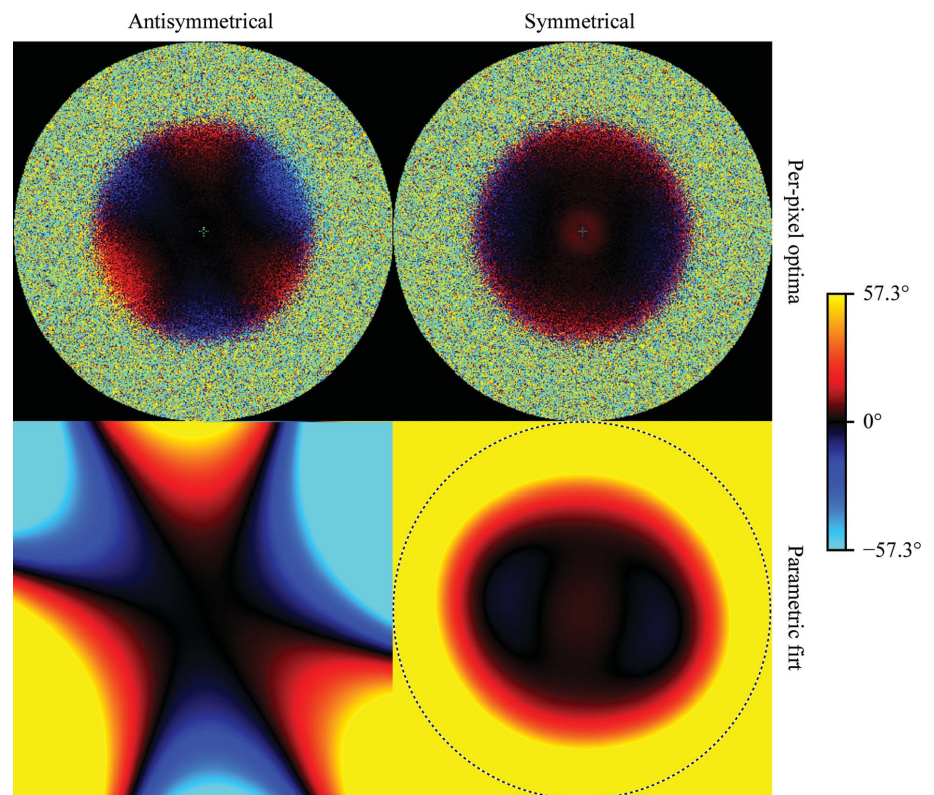 Antisymmetrical
Symmetrical
Per-pixel optima
57.3°
0°
−57.3°
Parametric firt